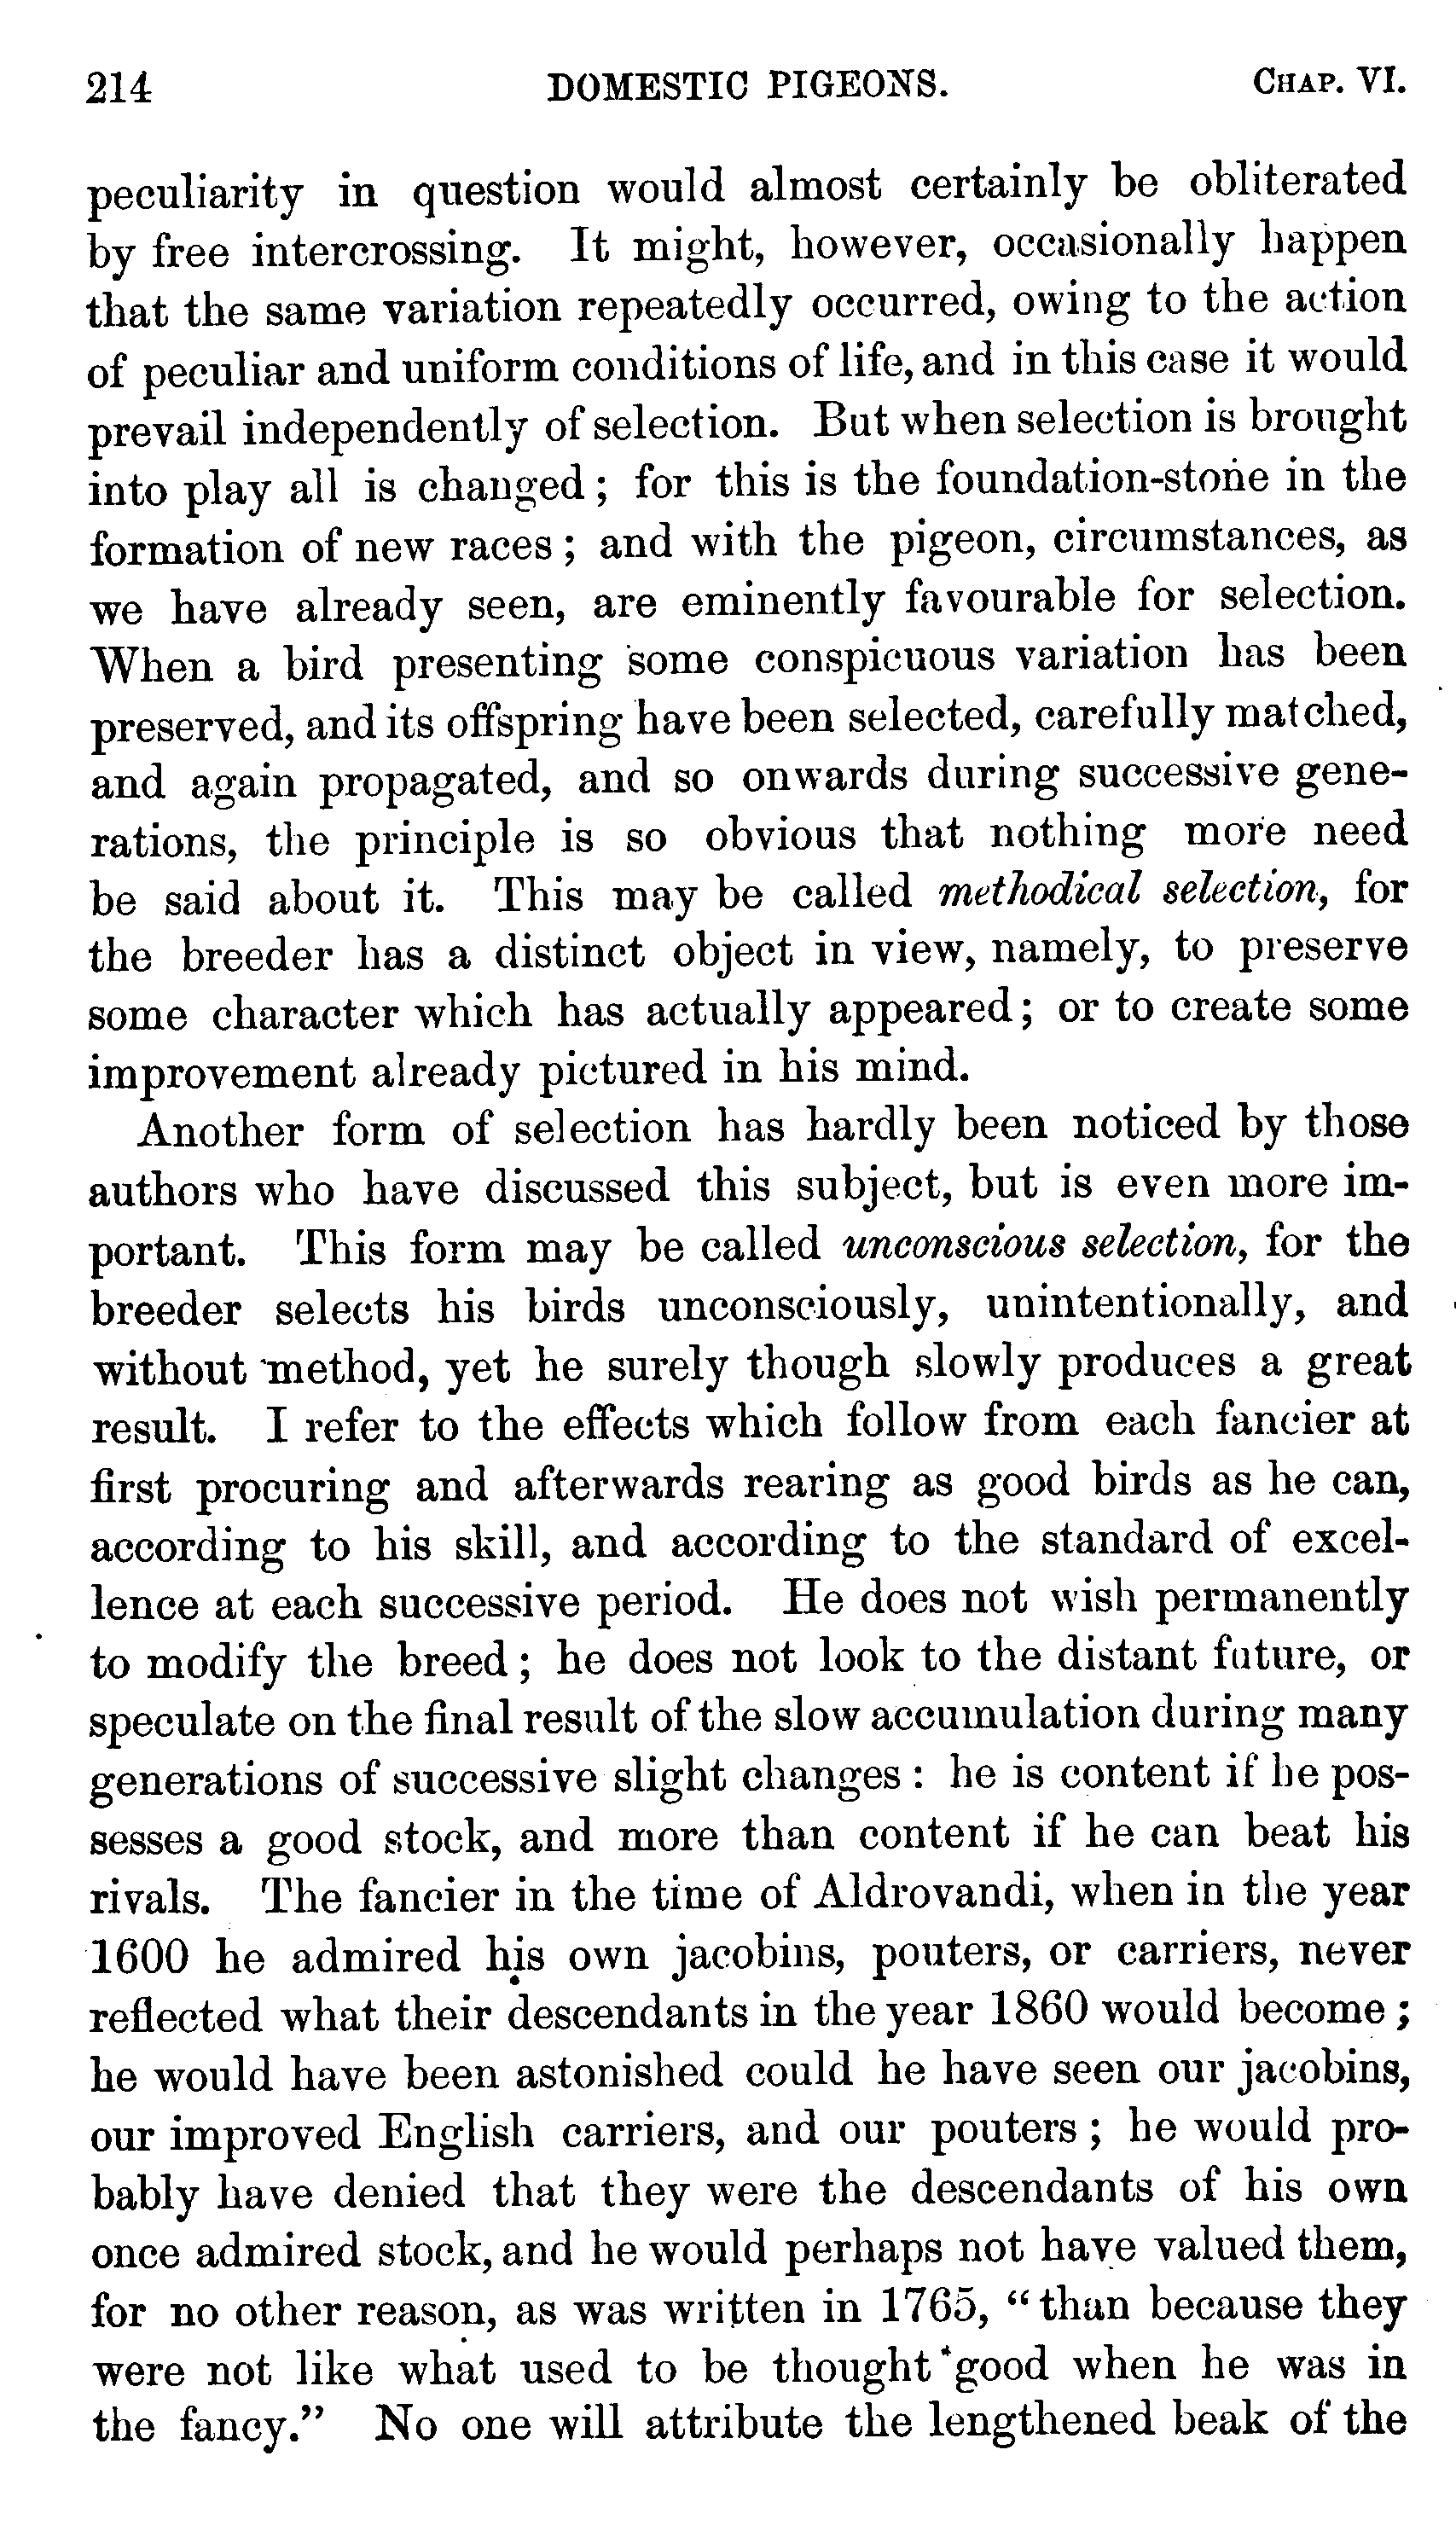 214 DOMESTIC PIGEONS. CHAP. VI.
peculiarity in question would almost certainly be obliterated
by free intercrossing. It might, however, occasionally happen
that the same variation repeatedly occurred, owing to the action
of peculiar and uniform conditions of life, and in this case it would
prevail independently of selection. But when selection is brought
into play all is changed; for this is the foundation-stone in the
formation of new races; and with the pigeon, circumstances, as
we have already seen, are eminently favourable for selection.
When a bird presenting some conspicuous variation has been
preserved, and its offspring have been selected, carefully matched,
and again propagated, and so onwards during successive gene-
rations, the principle is so obvious that nothing more need
be said about it. This may be called methodical selection, for
the breeder has a distinct object in view, namely, to preserve
some character which has actually appeared; or to create some
improvement already pictured in his mind.
Another form of selection has hardly been noticed by those
authors who have discussed this subject, but is even more im-
portant. This form may be called unconscious selection, for the
breeder selects his birds unconsciously, unintentionally, and
without method, yet he surely though slowly produces a great
result. I refer to the effects which follow from each fancier at
first procuring and afterwards rearing as good birds as he can,
according to his skill, and according to the standard of excel-
lence at each successive period. He does not wish permanently
to modify the breed; he does not look to the distant future, or
speculate on the final result of the slow accumulation during many
generations of successive slight changes: he is content if he pos-
sesses a good stock, and more than content if he can beat his
rivals. The fancier in the time of Aldrovandi, when in the year
1600 he admired his own jacobins, pouters, or carriers, never
reflected what their descendants in the year 1860 would become;
he would have been astonished could he have seen our jacobins,
our improved English carriers, and our pouters; he would pro-
bably have denied that they were the descendants of his own
once admired stock, and he would perhaps not have valued them,
for no other reason, as was written in 1765, "than because they
were not like what used to be thought good when he was in
the fancy." No one will attribute the lengthened beak of the